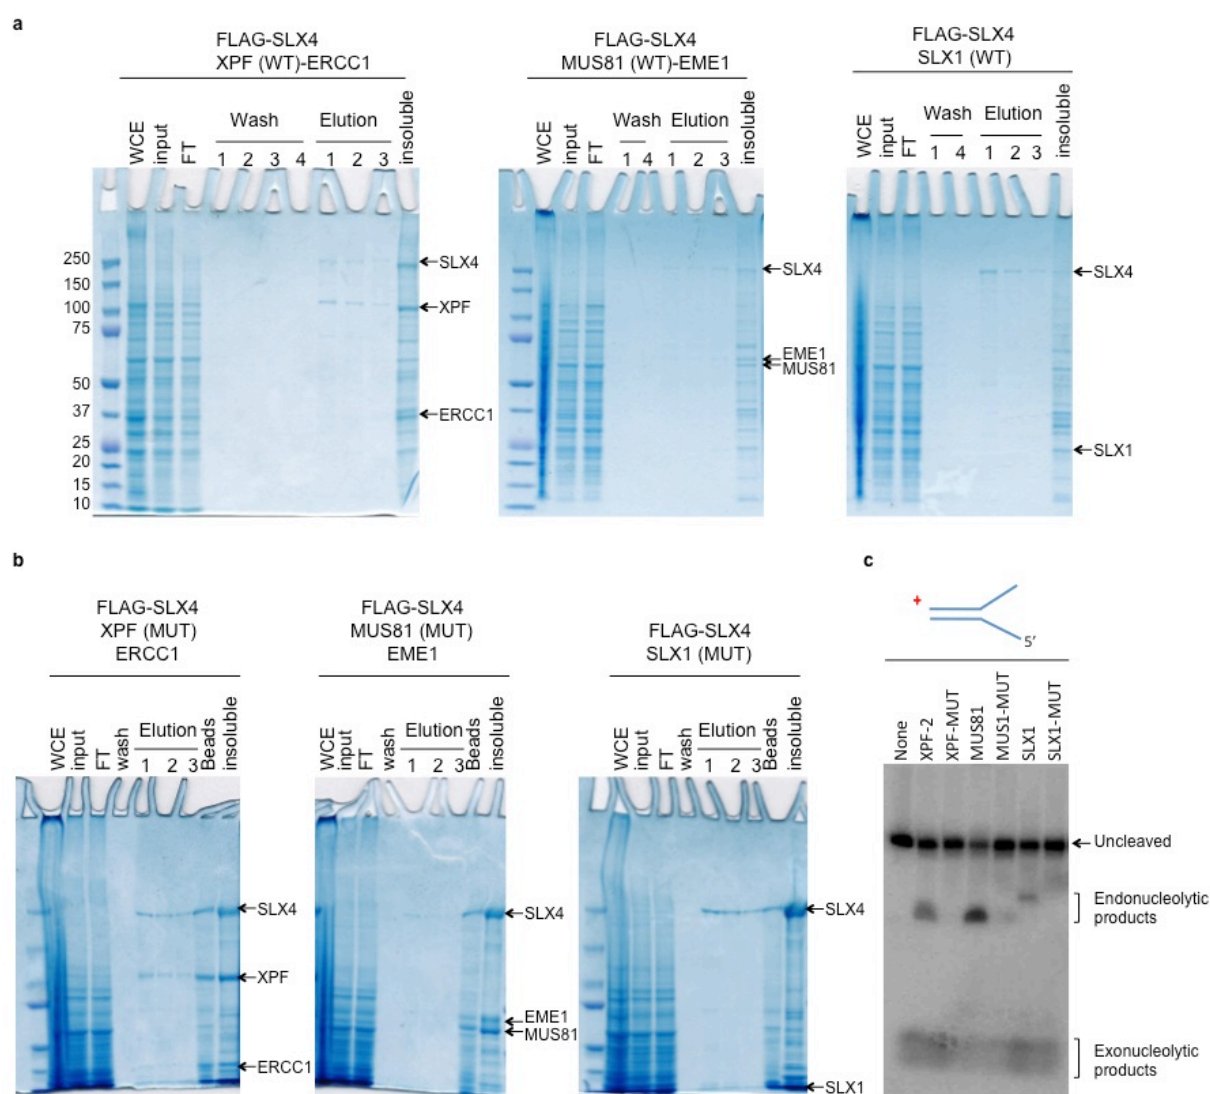 a
FLAG-SLX4
XPF (WT)-ERCC1
WCE
input
FT
Wash
1 2 3 4
Elution
1 2 3
insoluble
250
150
100
75
50
37
25
20
15
10
SLX4
XPF
ERCC1
FLAG-SLX4
MUS81 (WT)-EME1
WCE
input
FT
Wash
1 4
Elution
1 2 3
insoluble
SLX4
EME1
MUS81
FLAG-SLX4
SLX1 (WT)
WCE
input
FT
Wash
1 4
Elution
1 2 3
insoluble
SLX4
SLX1
b
FLAG-SLX4
XPF (MUT)
ERCC1
WCE
input
FT
wash
Elution
1 2 3
Beads
insoluble
SLX4
XPF
ERCC1
FLAG-SLX4
MUS81 (MUT)
EME1
WCE
input
FT
wash
Elution
1 2 3
Beads
insoluble
SLX4
EME1
MUS81
FLAG-SLX4
SLX1 (MUT)
WCE
input
FT
wash
Elution
1 2 3
Beads
insoluble
SLX4
SLX1
c
+
5'
None
XPF-2
XPF-MUT
MUS81
MUS1-MUT
SLX1
SLX1-MUT
Uncleaved
Endonucleolytic
products
Exonucleolytic
products